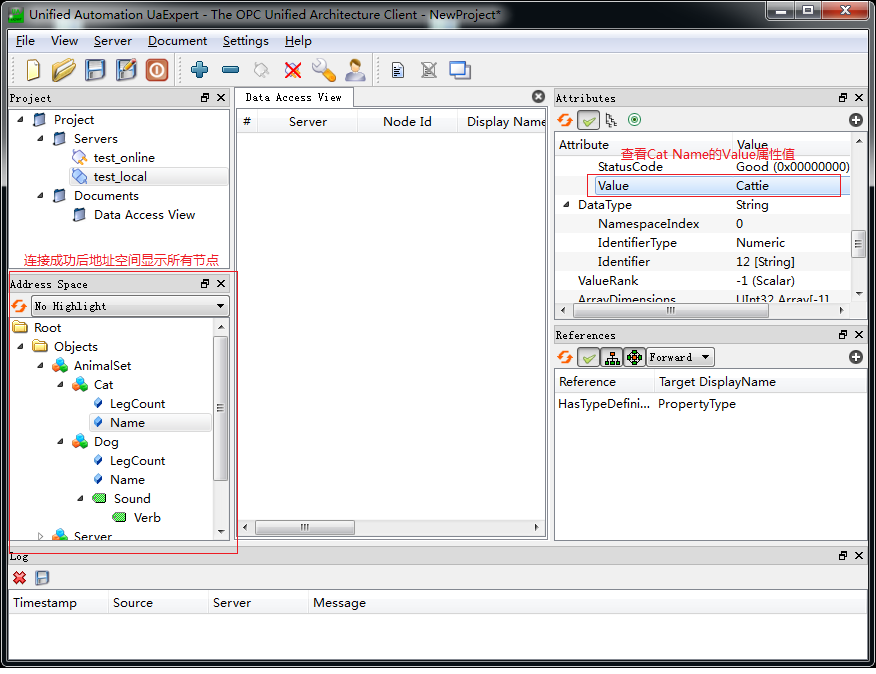 Unified Automation UaExpert - The OPC Unified Architecture Client - NewProject*
File View Server Document Settings Help
Project
Project
Servers
test_online
test_local
Documents
Data Access View
连接成功后地址空间显示所有节点
Address Space
No Highlight
Root
Objects
AnimalSet
Cat
LegCount
Name
Dog
LegCount
Name
Sound
Verb
Server
Data Access View
# Server Node Id Display Name
Attributes
Attribute Value
查看Cat Name的Value属性值
StatusCode Good (0x00000000)
Value Cattie
DataType String
NamespaceIndex 0
IdentifierType Numeric
Identifier 12 [String]
ValueRank -1 (Scalar)
ArrayDimensions UInt32 Array[-1]
References
Forward
Reference Target DisplayName
HasTypeDefini... PropertyType
Log
Timestamp Source Server Message